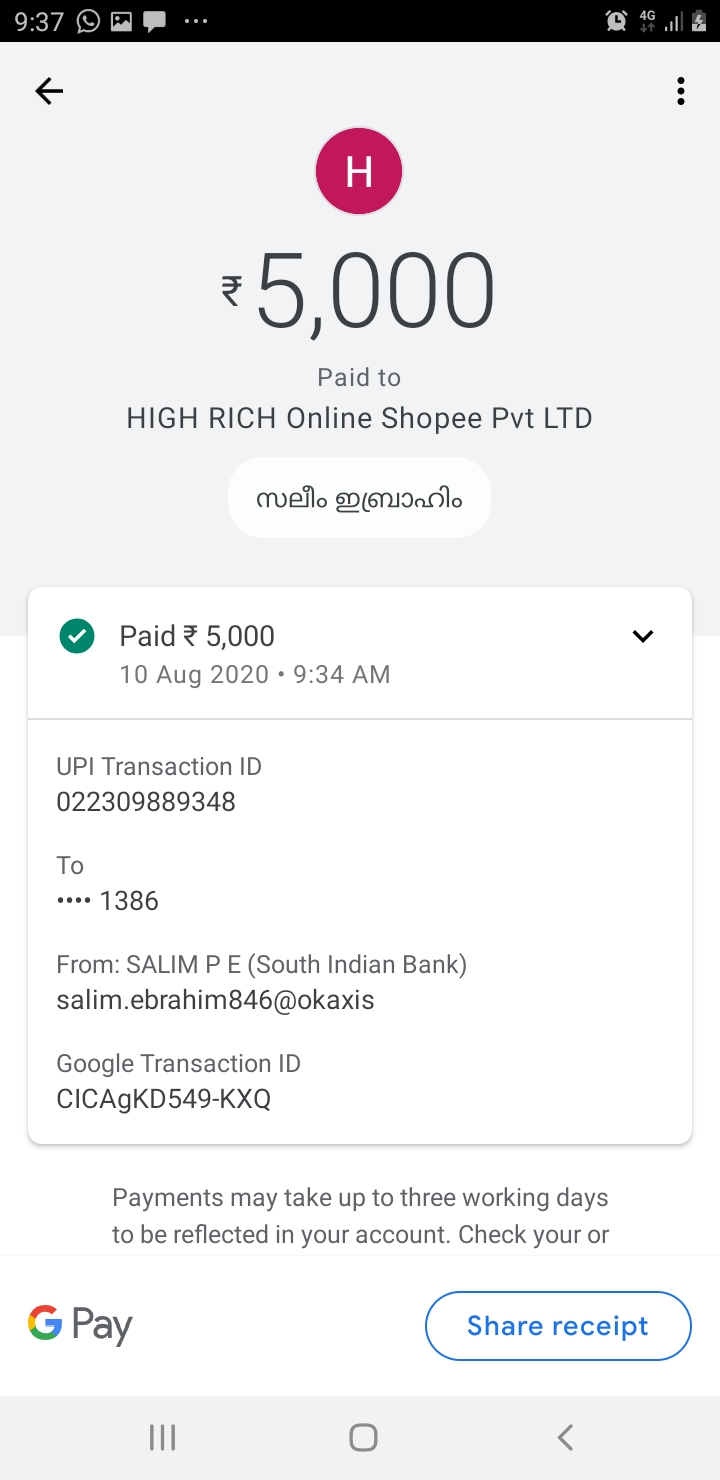 9:37
4G
H
₹5,000
Paid to
HIGH RICH Online Shopee Pvt LTD
സലീം ഇബ്രാഹിം
Paid ₹ 5,000
10 Aug 2020 • 9:34 AM
UPI Transaction ID
022309889348
To
•••• 1386
From: SALIM P E (South Indian Bank)
salim.ebrahim846@okaxis
Google Transaction ID
CICAgKD549-KXQ
Payments may take up to three working days
to be reflected in your account. Check your or
G Pay
Share receipt